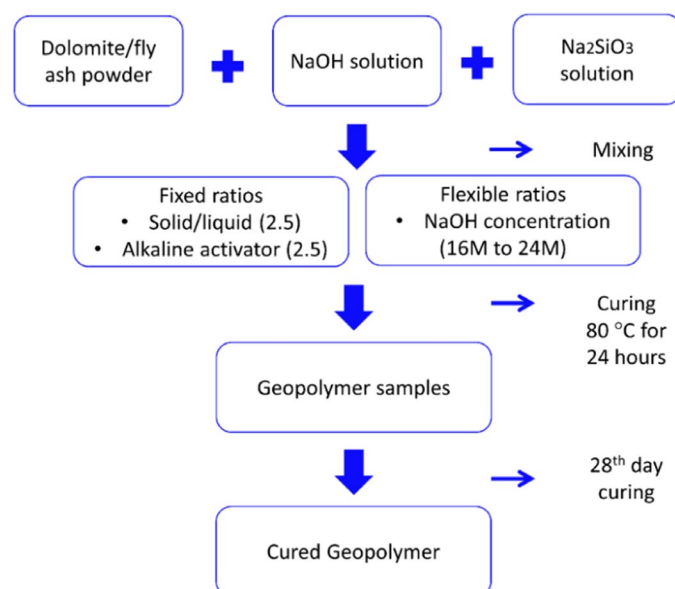 Dolomite/fly
ash powder
NaOH solution
Na₂SiO₃
solution
Mixing
Fixed ratios
• Solid/liquid (2.5)
• Alkaline activator (2.5)
Flexible ratios
• NaOH concentration
(16M to 24M)
Curing
80 °C for
24 hours
Geopolymer samples
28ᵗʰ day
curing
Cured Geopolymer